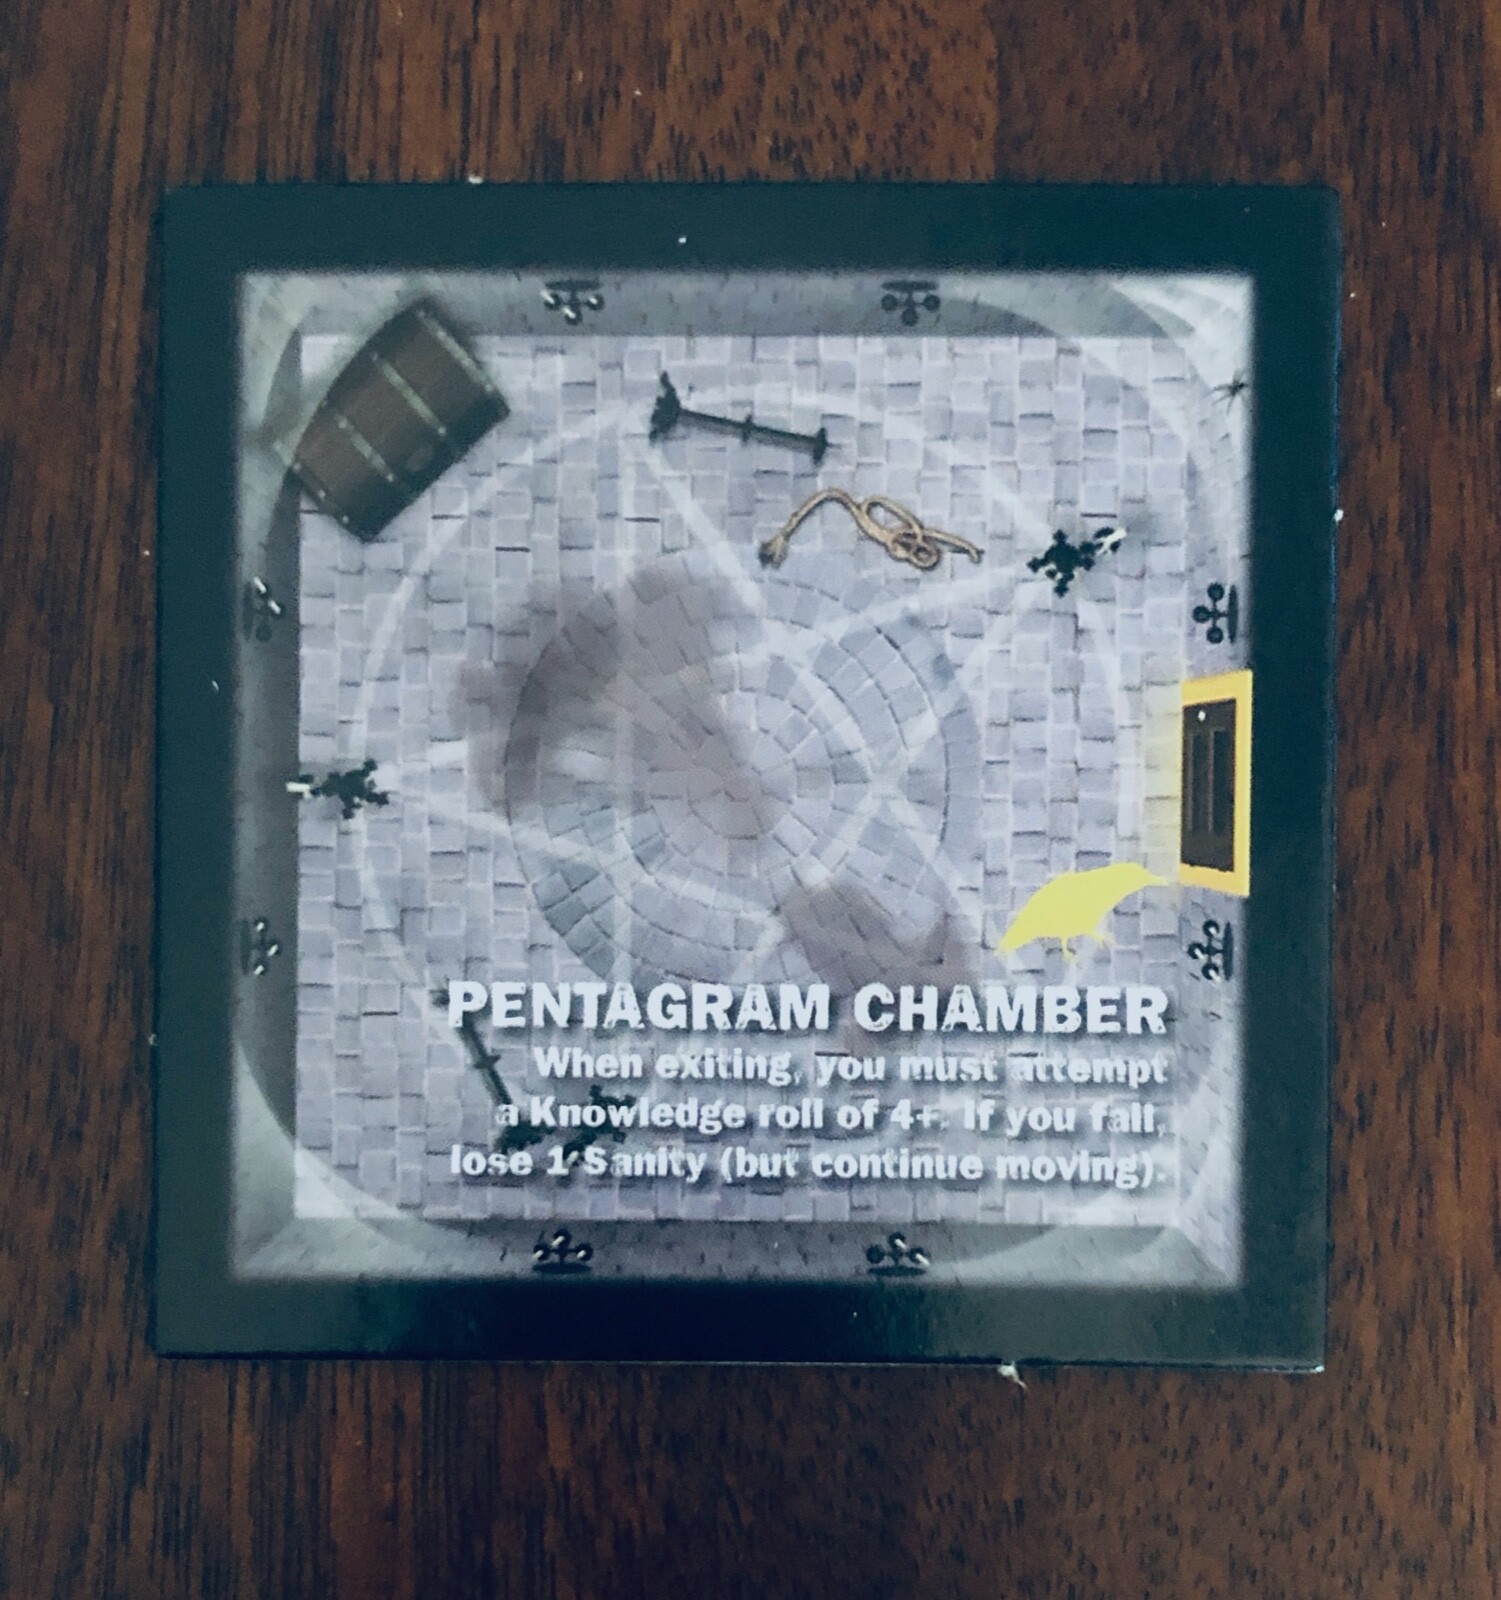 PENTAGRAM CHAMBER
When exiting, you must attempt
a Knowledge roll of 4+. If you fail,
lose 1 Sanity (but continue moving).